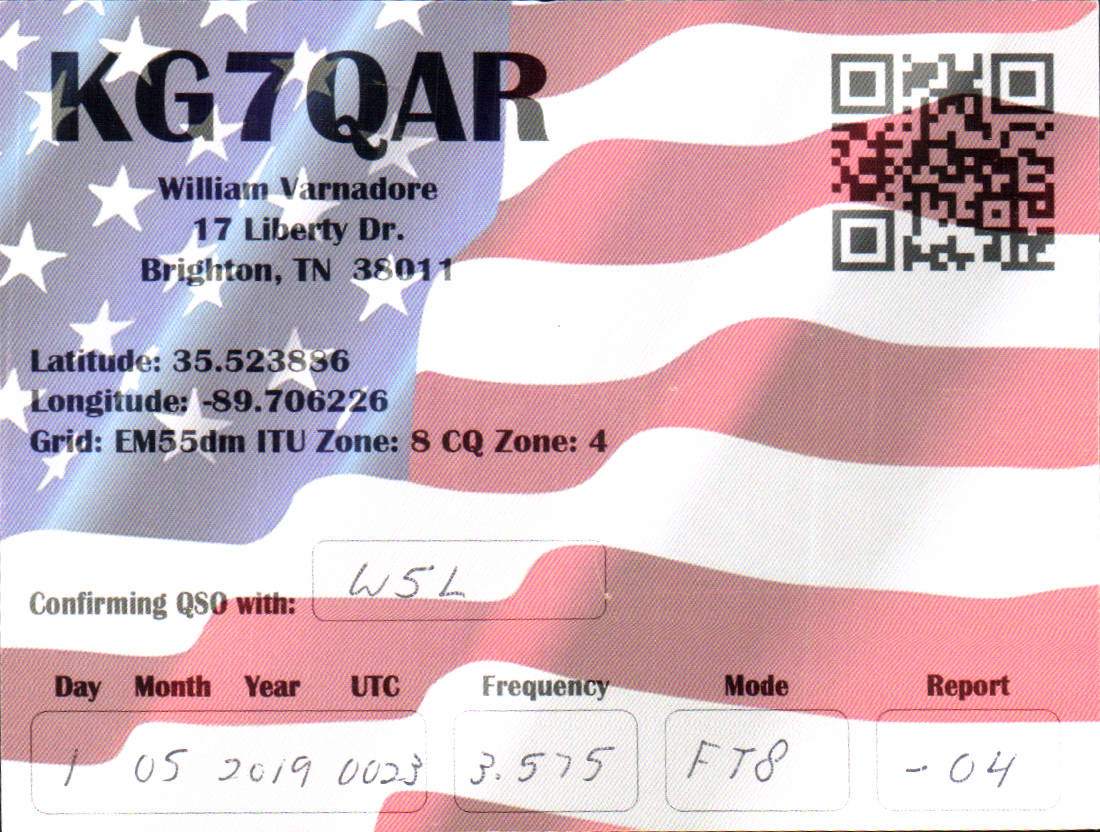 KG7QAR
William Varnadore
17 Liberty Dr.
Brighton, TN 38011
Latitude: 35.523886
Longitude: -89.706226
Grid: EM55dm ITU Zone: 8 CQ Zone: 4
Confirming QSO with: W5L
Day Month Year UTC Frequency Mode Report
1 05 2019 0023 3.575 FT8 -04